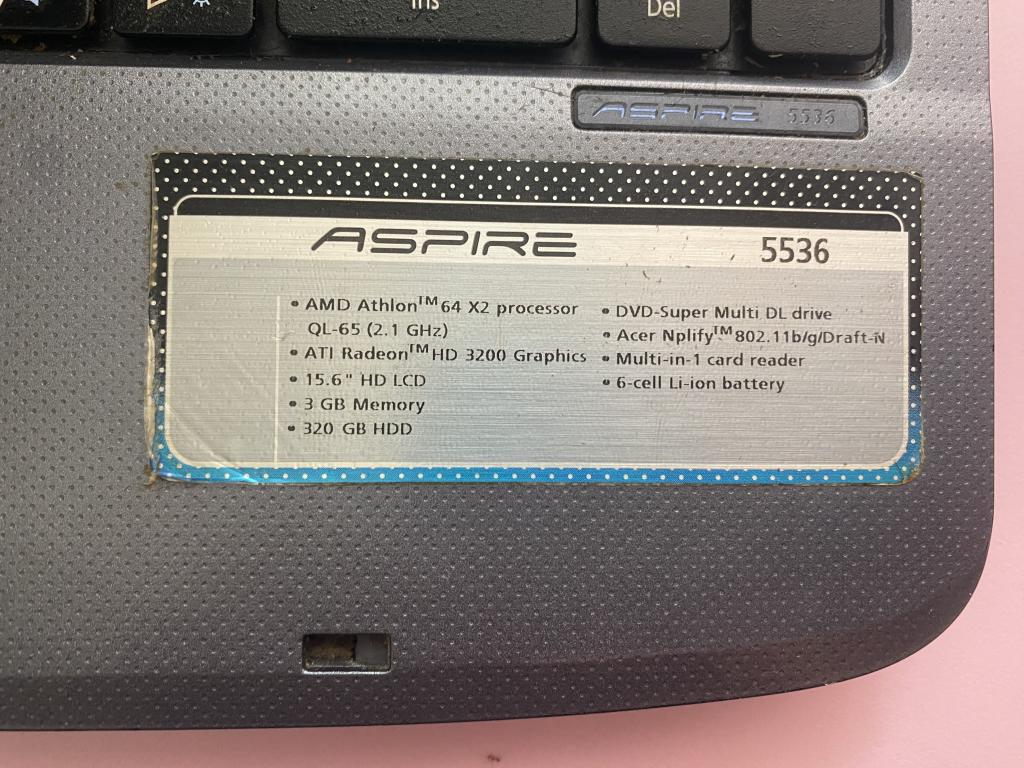 Ins
Del
ASPIRE 5536
ASPIRE 5536
• AMD Athlon™ 64 X2 processor
QL-65 (2.1 GHz)
• ATI Radeon™ HD 3200 Graphics
• 15.6" HD LCD
• 3 GB Memory
• 320 GB HDD
• DVD-Super Multi DL drive
• Acer Nplify™ 802.11b/g/Draft-N
• Multi-in-1 card reader
• 6-cell Li-ion battery